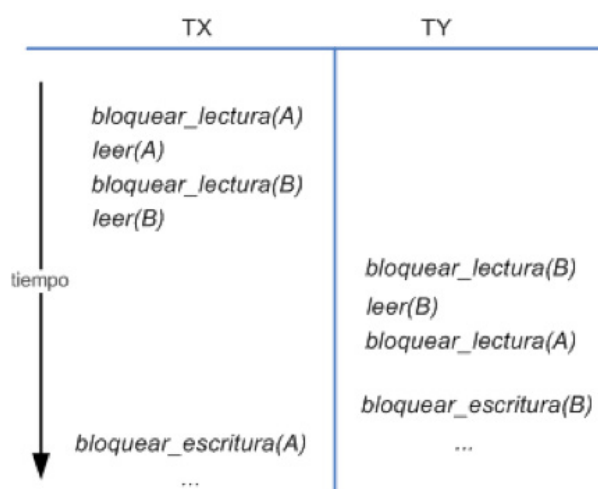 TX TY
bloquear_lectura(A)
leer(A)
bloquear_lectura(B)
leer(B)
bloquear_lectura(B)
tiempo
leer(B)
bloquear_lectura(A)
bloquear_escritura(B)
bloquear_escritura(A) ...
...